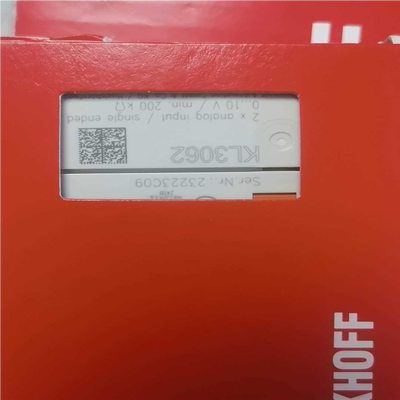 Ser Nr.: 23223C09
KL3062
2 x analog input / single ended
0...10 V / min. 200 kΩ
KHOFF